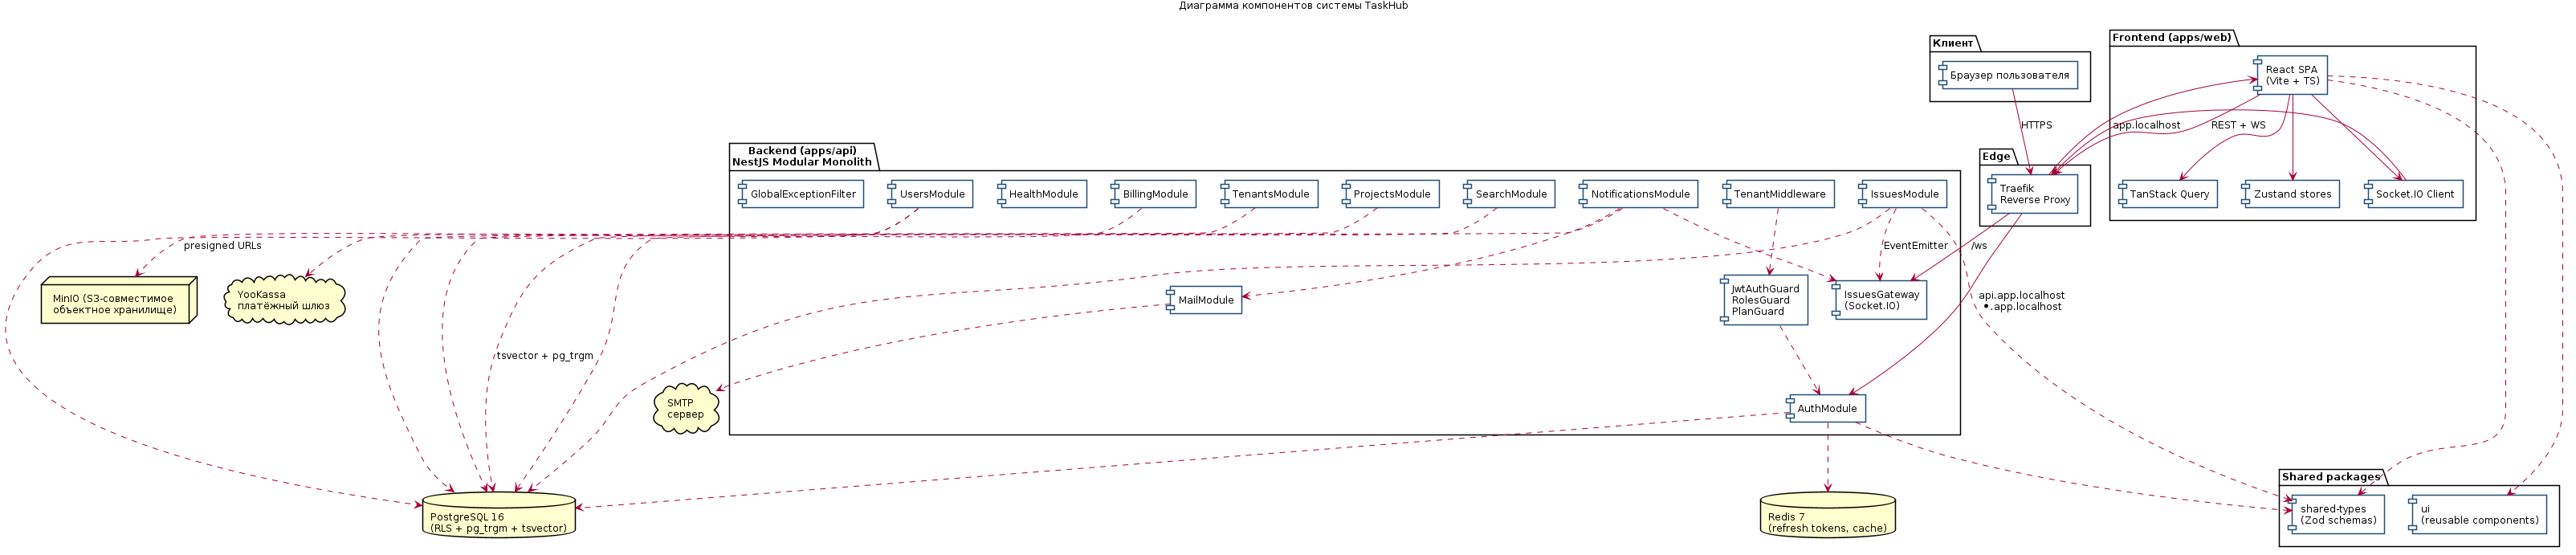 Диаграмма компонентов системы TaskHub
Клиент
Браузер пользователя
Frontend (apps/web)
React SPA
(Vite + TS)
HTTPS
app.localhost
REST + WS
Edge
Traefik
Reverse Proxy
TanStack Query
Zustand stores
Socket.IO Client
Backend (apps/api)
NestJS Modular Monolith
GlobalExceptionFilter
UsersModule
HealthModule
BillingModule
TenantsModule
ProjectsModule
SearchModule
NotificationsModule
TenantMiddleware
IssuesModule
presigned URLs
EventEmitter
/ws
MinIO (S3-совместимое
объектное хранилище)
YooKassa
платёжный шлюз
MailModule
JwtAuthGuard
RolesGuard
PlanGuard
IssuesGateway
(Socket.IO)
api.app.localhost
• .app.localhost
tsvector + pg_trgm
SMTP
сервер
AuthModule
PostgreSQL 16
(RLS + pg_trgm + tsvector)
Redis 7
(refresh tokens, cache)
Shared packages
shared-types
(Zod schemas)
ui
(reusable components)